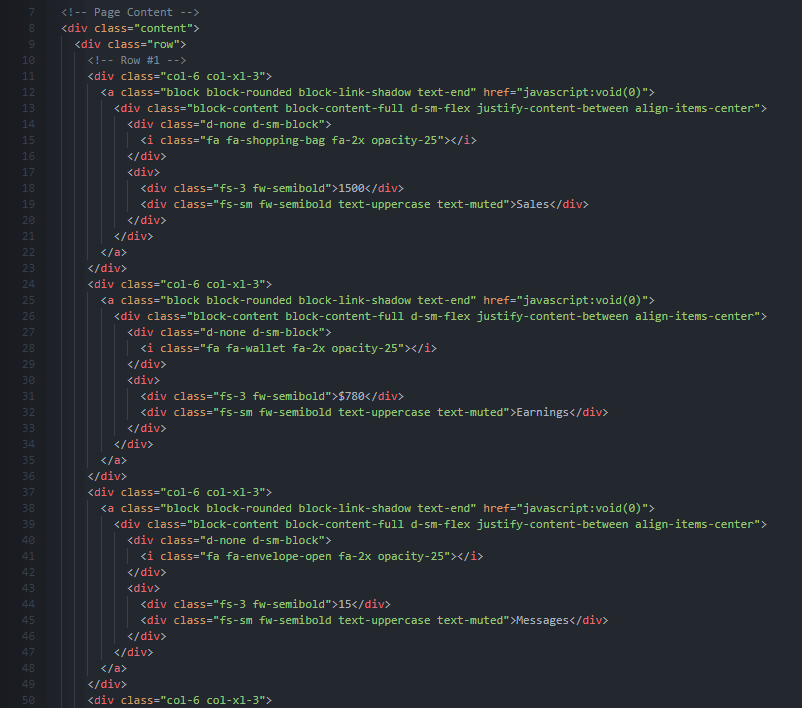 7 <!-- Page Content -->
8 <div class="content">
9 <div class="row">
10 <!-- Row #1 -->
11 <div class="col-6 col-xl-3">
12 <a class="block block-rounded block-link-shadow text-end" href="javascript:void(0)">
13 <div class="block-content block-content-full d-sm-flex justify-content-between align-items-center">
14 <div class="d-none d-sm-block">
15 <i class="fa fa-shopping-bag fa-2x opacity-25"></i>
16 </div>
17 <div>
18 <div class="fs-3 fw-semibold">1500</div>
19 <div class="fs-sm fw-semibold text-uppercase text-muted">Sales</div>
20 </div>
21 </div>
22 </a>
23 </div>
24 <div class="col-6 col-xl-3">
25 <a class="block block-rounded block-link-shadow text-end" href="javascript:void(0)">
26 <div class="block-content block-content-full d-sm-flex justify-content-between align-items-center">
27 <div class="d-none d-sm-block">
28 <i class="fa fa-wallet fa-2x opacity-25"></i>
29 </div>
30 <div>
31 <div class="fs-3 fw-semibold">$780</div>
32 <div class="fs-sm fw-semibold text-uppercase text-muted">Earnings</div>
33 </div>
34 </div>
35 </a>
36 </div>
37 <div class="col-6 col-xl-3">
38 <a class="block block-rounded block-link-shadow text-end" href="javascript:void(0)">
39 <div class="block-content block-content-full d-sm-flex justify-content-between align-items-center">
40 <div class="d-none d-sm-block">
41 <i class="fa fa-envelope-open fa-2x opacity-25"></i>
42 </div>
43 <div>
44 <div class="fs-3 fw-semibold">15</div>
45 <div class="fs-sm fw-semibold text-uppercase text-muted">Messages</div>
46 </div>
47 </div>
48 </a>
49 </div>
50 <div class="col-6 col-xl-3">